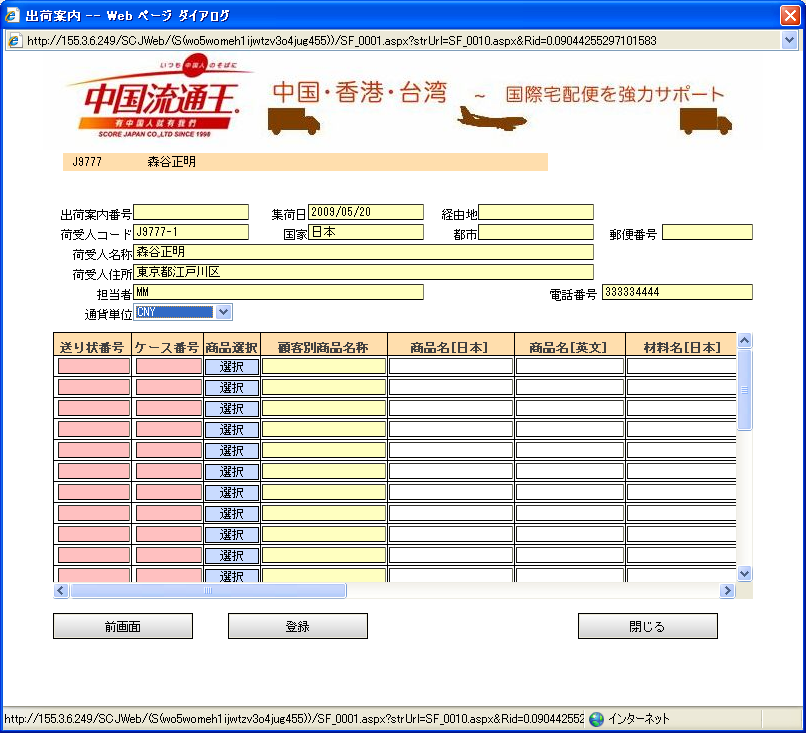 出荷案内 -- Web ページ ダイアログ
http://155.3.6.249/SCJWeb/(S(wo5womeh1ijwtzv3o4jug455))/SF_0001.aspx?strUrl=SF_0010.aspx&Rid=0.09044255297101583
いつも中国人のそばに
中国流通王.
有中国人就有我們
SCORE JAPAN CO.,LTD SINCE 1998
中国・香港・台湾 ~ 国際宅配便を強力サポート
J9777 森谷正明
出荷案内番号 集荷日 2009/05/20 経由地
荷受人コード J9777-1 国家 日本 都市 郵便番号
荷受人名称 森谷正明
荷受人住所 東京都江戸川区
担当者 MM 電話番号 333334444
通貨単位 CNY
送り状番号 ケース番号 商品選択 顧客別商品名称 商品名[日本] 商品名[英文] 材料名[日本]
選択
選択
選択
選択
選択
選択
選択
選択
選択
選択
選択
前画面 登録 閉じる
http://155.3.6.249/SCJWeb/(S(wo5womeh1ijwtzv3o4jug455))/SF_0001.aspx?strUrl=SF_0010.aspx&Rid=0.090442552 インターネット